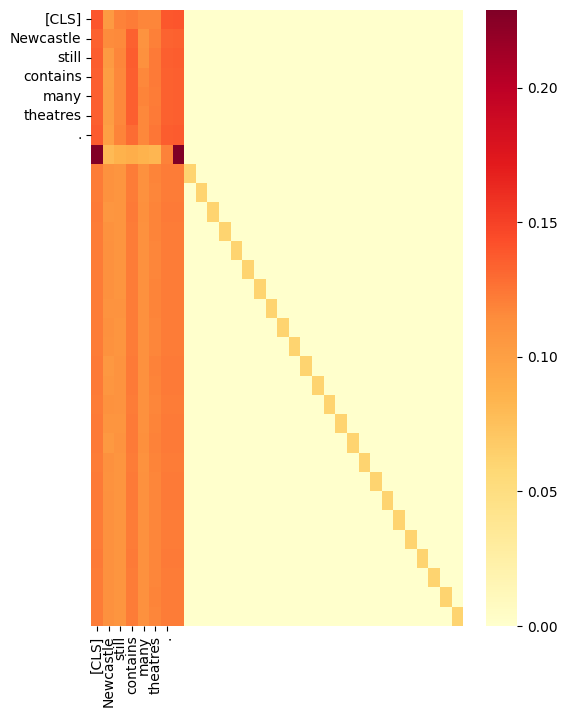 [CLS]
Newcastle
still
contains
many
theatres
.
0.20
0.15
0.10
0.05
0.00
[CLS]
Newcastle
still
contains
many
theatres
.